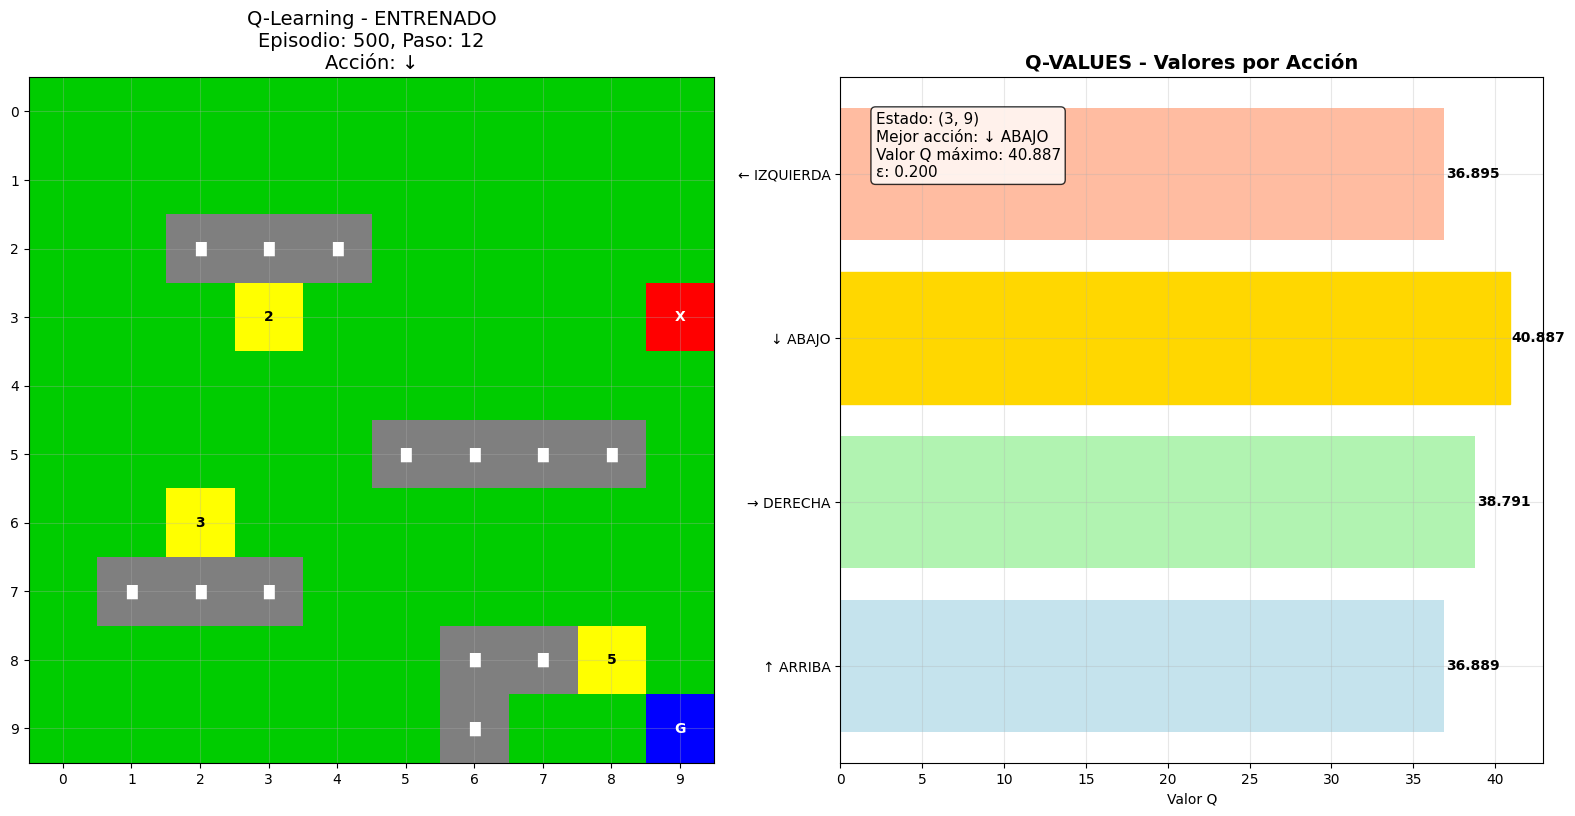 Q-Learning - ENTRENADO
Episodio: 500, Paso: 12
Acción: ↓
0
1
2
3
2
X
4
5
6
3
7
8
5
9
G
0 1 2 3 4 5 6 7 8 9
Q-VALUES - Valores por Acción
Estado: (3, 9)
Mejor acción: ↓ ABAJO
Valor Q máximo: 40.887
ε: 0.200
← IZQUIERDA
36.895
↓ ABAJO
40.887
→ DERECHA
38.791
↑ ARRIBA
36.889
0 5 10 15 20 25 30 35 40
Valor Q